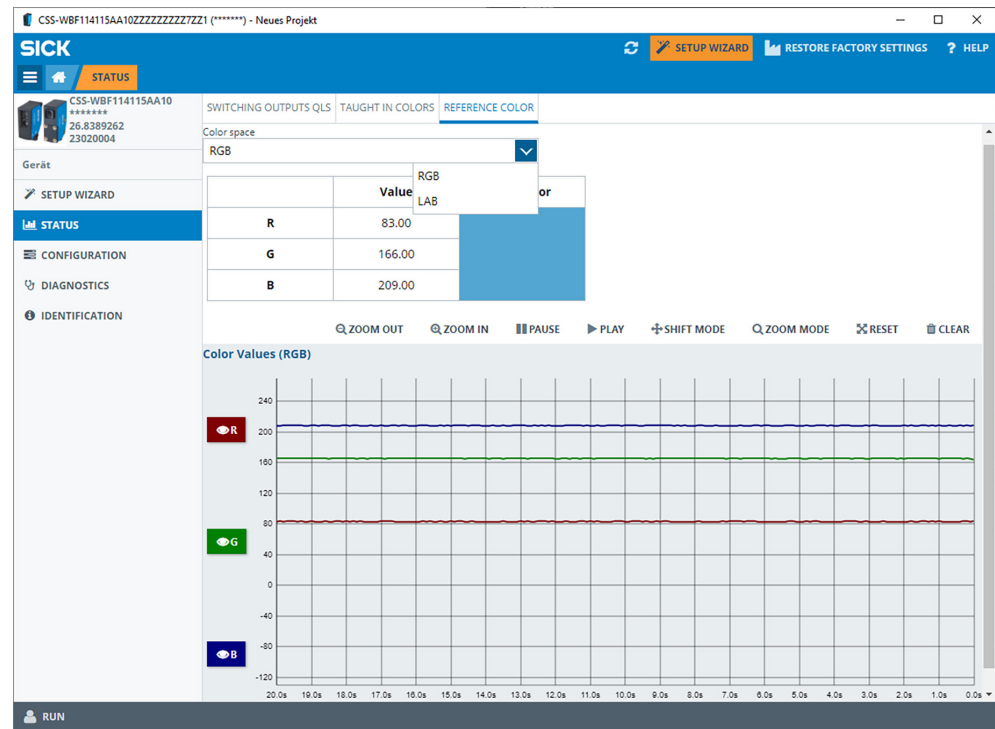 CSS-WBF114115AA10ZZZZZZZZZZ7ZZ1 (*******) - Neues Projekt
SICK
SETUP WIZARD
RESTORE FACTORY SETTINGS
? HELP
STATUS
CSS-WBF114115AA10
*******
26.8389262
23020004
Gerät
SETUP WIZARD
STATUS
CONFIGURATION
DIAGNOSTICS
IDENTIFICATION
SWITCHING OUTPUTS QLS TAUGHT IN COLORS REFERENCE COLOR
Color space
RGB
RGB
LAB
Value or
R 83.00
G 166.00
B 209.00
ZOOM OUT ZOOM IN PAUSE PLAY SHIFT MODE ZOOM MODE RESET CLEAR
Color Values (RGB)
R
G
B
240
200
160
120
80
40
0
-40
-80
-120
20.0s 19.0s 18.0s 17.0s 16.0s 15.0s 14.0s 13.0s 12.0s 11.0s 10.0s 9.0s 8.0s 7.0s 6.0s 5.0s 4.0s 3.0s 2.0s 1.0s 0.0s
RUN